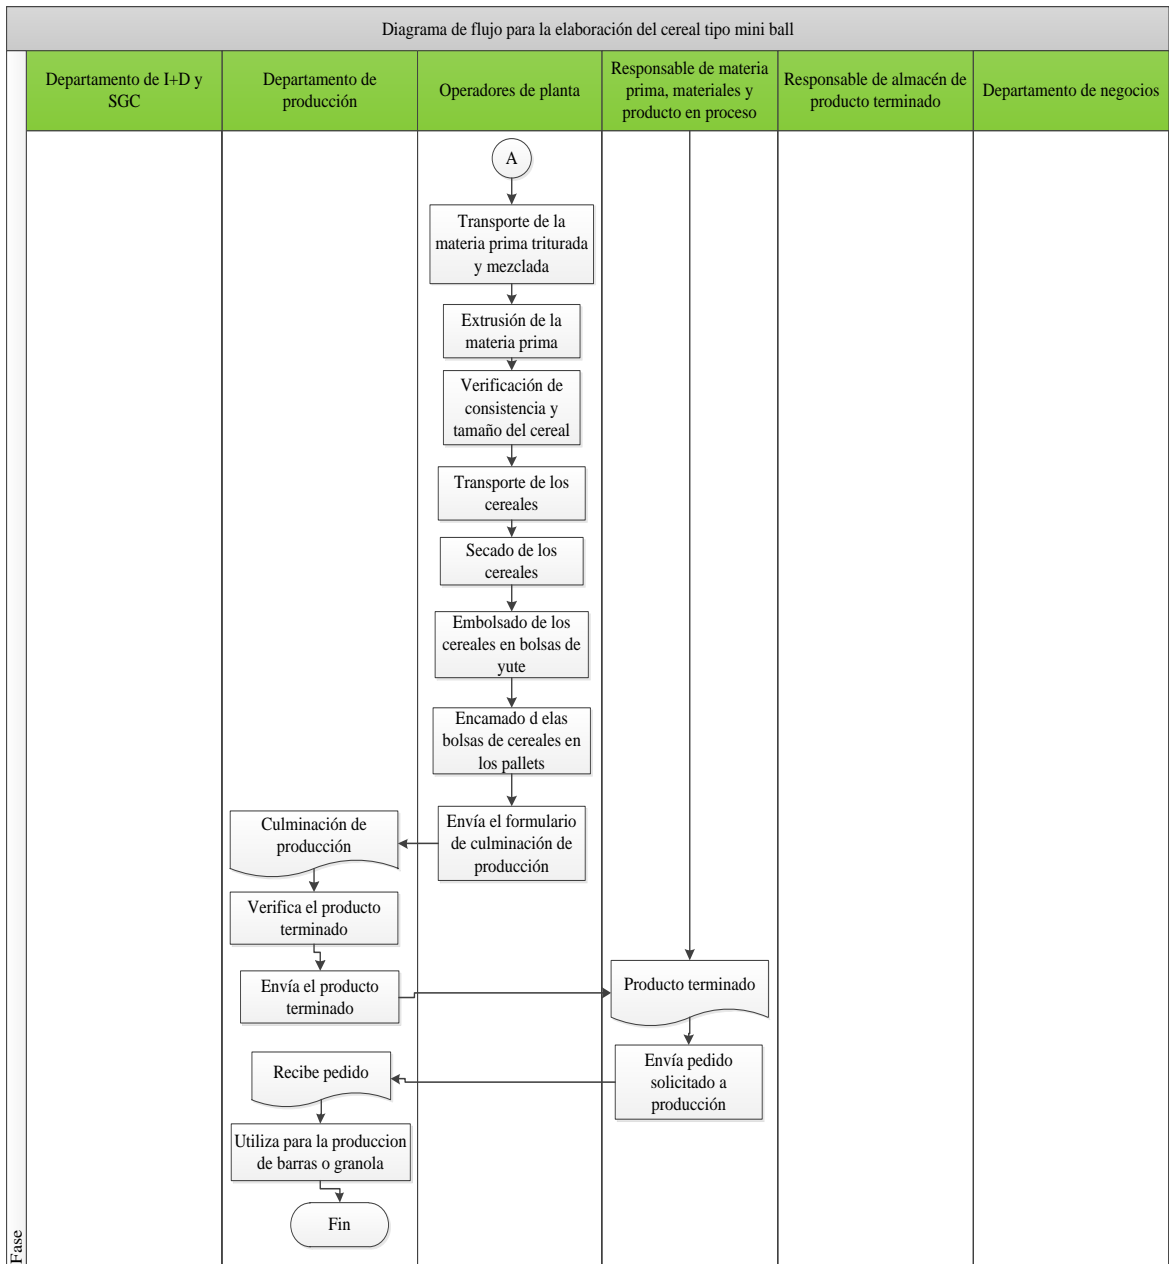 Diagrama de flujo para la elaboración del cereal tipo mini ball
Departamento de I+D y
SGC
Departamento de
producción
Operadores de planta
Responsable de materia
prima, materiales y
producto en proceso
Responsable de almacén de
producto terminado
Departamento de negocios
A
Transporte de la
materia prima triturada
y mezclada
Extrusión de la
materia prima
Verificación de
consistencia y
tamaño del cereal
Transporte de los
cereales
Secado de los
cereales
Embolsado de los
cereales en bolsas de
yute
Encamado d elas
bolsas de cereales en
los pallets
Envía el formulario
de culminación de
producción
Culminación de
producción
Verifica el producto
terminado
Envía el producto
terminado
Producto terminado
Envía pedido
solicitado a
producción
Recibe pedido
Utiliza para la produccion
de barras o granola
Fin
Fase